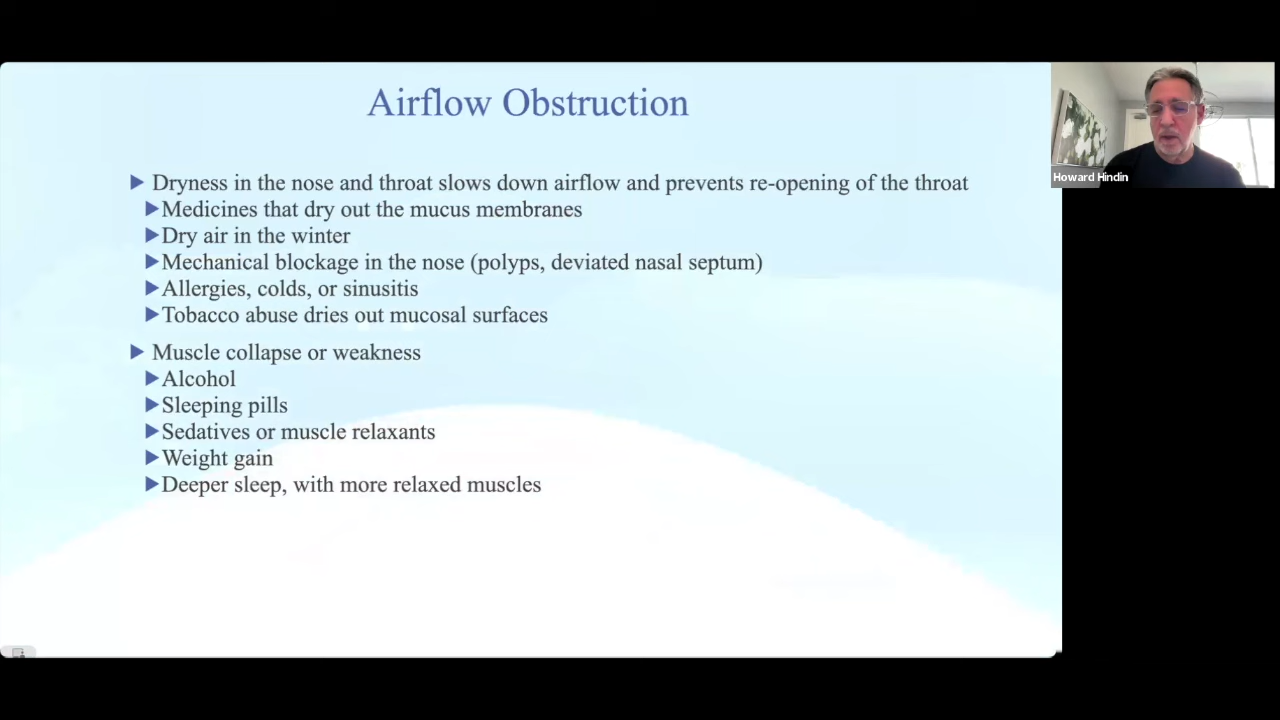 Airflow Obstruction
Howard Hindin
▶ Dryness in the nose and throat slows down airflow and prevents re-opening of the throat
▶Medicines that dry out the mucus membranes
▶Dry air in the winter
▶Mechanical blockage in the nose (polyps, deviated nasal septum)
▶Allergies, colds, or sinusitis
▶Tobacco abuse dries out mucosal surfaces
▶ Muscle collapse or weakness
▶Alcohol
▶Sleeping pills
▶Sedatives or muscle relaxants
▶Weight gain
▶Deeper sleep, with more relaxed muscles